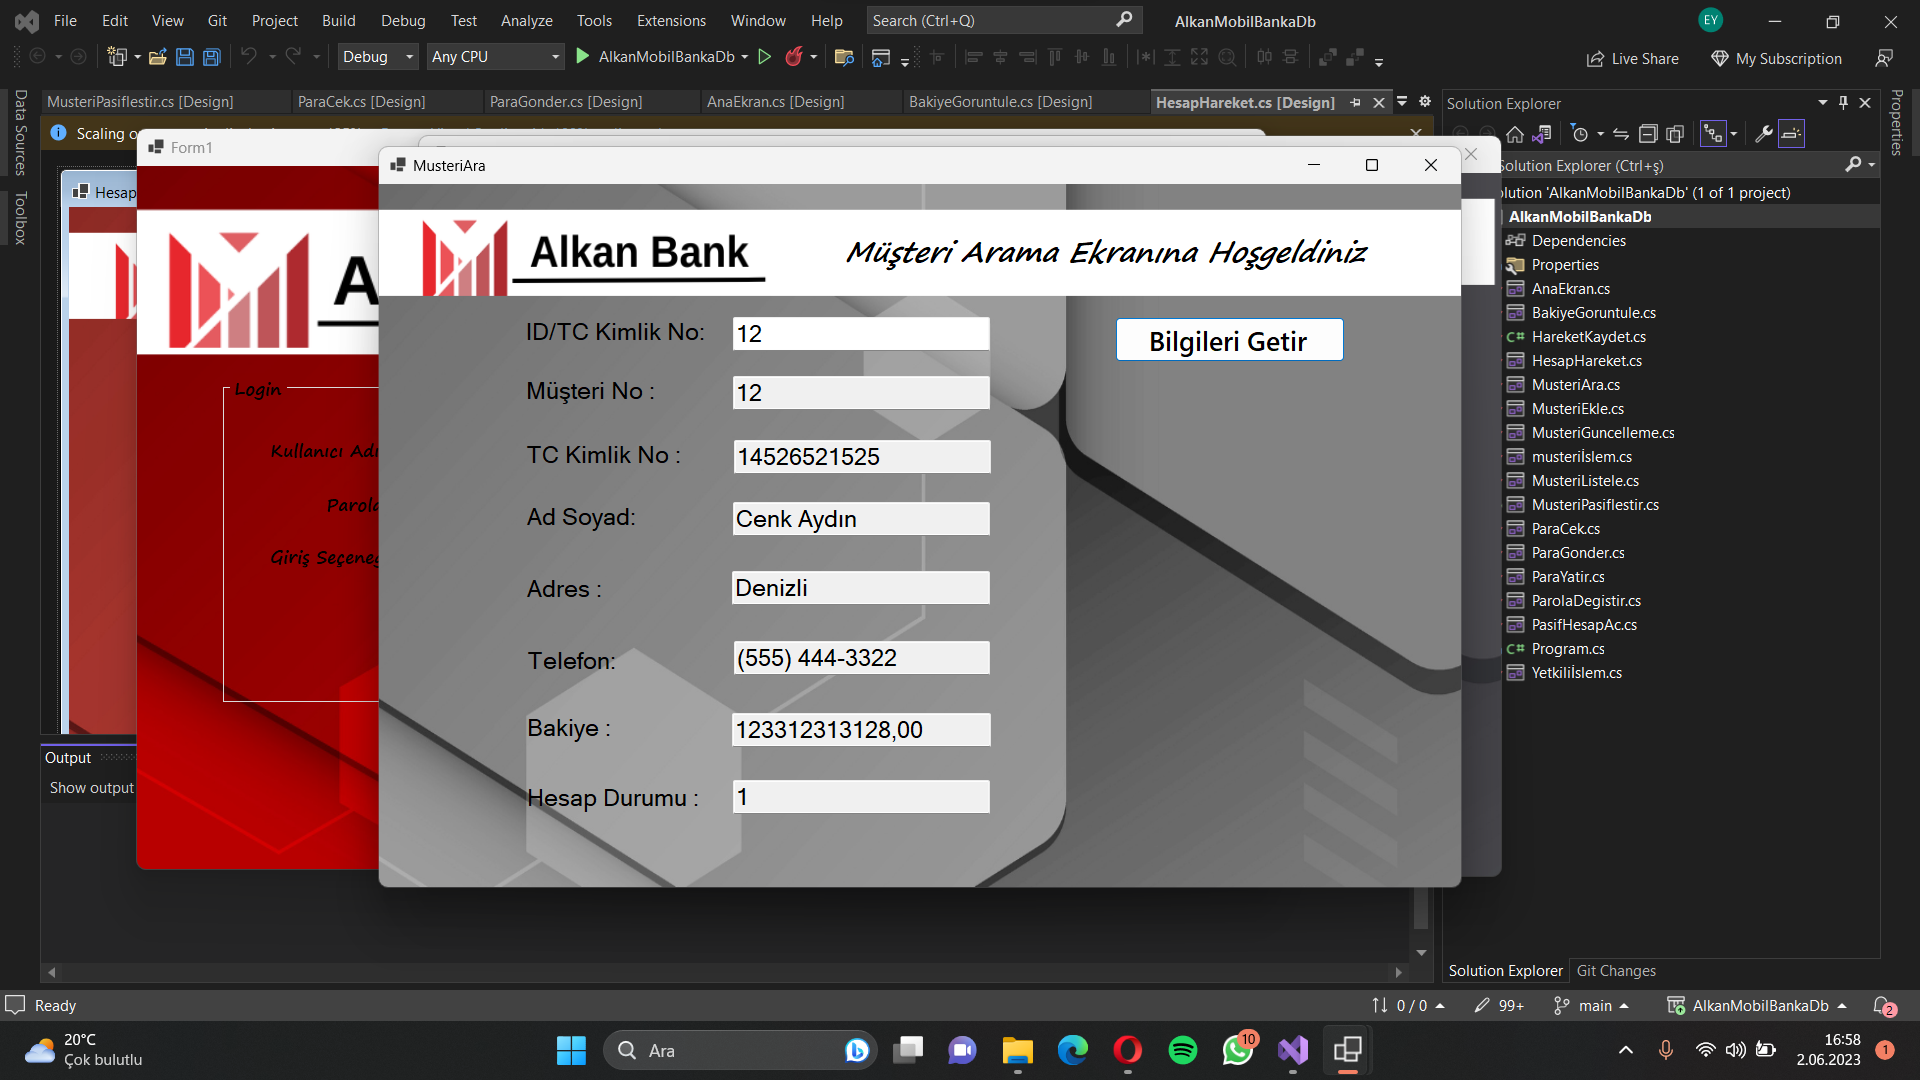 File Edit View Git Project Build Debug Test Analyze Tools Extensions Window Help Search (Ctrl+Q) AlkanMobilBankaDb EY
Debug Any CPU AlkanMobilBankaDb Live Share My Subscription
MusteriPasiflestir.cs [Design] ParaCek.cs [Design] ParaGonder.cs [Design] AnaEkran.cs [Design] BakiyeGoruntule.cs [Design] HesapHareket.cs [Design]
Data Sources
Toolbox
Scaling o
Form1
Hesap
A
Login
Kullanıcı Adı
Parola
Giriş Seçeneğ
MusteriAra
Alkan Bank
Müşteri Arama Ekranına Hoşgeldiniz
ID/TC Kimlik No: 12
Bilgileri Getir
Müşteri No : 12
TC Kimlik No : 14526521525
Ad Soyad: Cenk Aydın
Adres : Denizli
Telefon: (555) 444-3322
Bakiye : 123312313128,00
Hesap Durumu : 1
Output
Show output
Solution Explorer
Properties
Solution Explorer (Ctrl+ş)
olution 'AlkanMobilBankaDb' (1 of 1 project)
AlkanMobilBankaDb
Dependencies
Properties
AnaEkran.cs
BakiyeGoruntule.cs
C# HareketKaydet.cs
HesapHareket.cs
MusteriAra.cs
MusteriEkle.cs
MusteriGuncelleme.cs
musteriİslem.cs
MusteriListele.cs
MusteriPasiflestir.cs
ParaCek.cs
ParaGonder.cs
ParaYatir.cs
ParolaDegistir.cs
PasifHesapAc.cs
C# Program.cs
Yetkiliİslem.cs
Solution Explorer Git Changes
Ready 0 / 0 99+ main AlkanMobilBankaDb 2
20°C
Çok bulutlu
Ara
10
16:58
2.06.2023
1